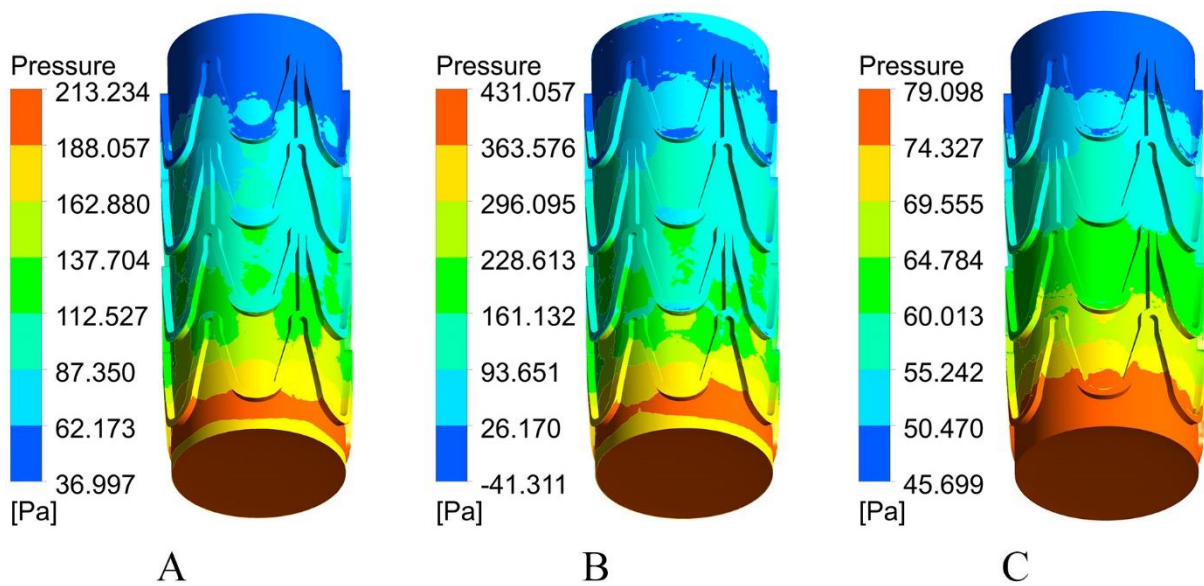 Pressure
213.234
188.057
162.880
137.704
112.527
87.350
62.173
36.997
[Pa]
A
Pressure
431.057
363.576
296.095
228.613
161.132
93.651
26.170
-41.311
[Pa]
B
Pressure
79.098
74.327
69.555
64.784
60.013
55.242
50.470
45.699
[Pa]
C